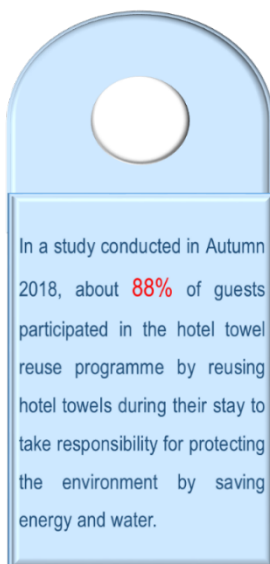 In a study conducted in Autumn
2018, about 88% of guests
participated in the hotel towel
reuse programme by reusing
hotel towels during their stay to
take responsibility for protecting
the environment by saving
energy and water.